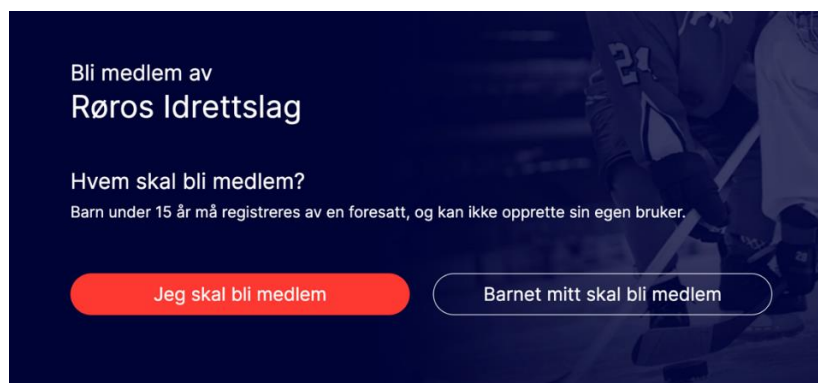 Bli medlem av
Røros Idrettslag
Hvem skal bli medlem?
Barn under 15 år må registreres av en foresatt, og kan ikke opprette sin egen bruker.
Jeg skal bli medlem
Barnet mitt skal bli medlem
21